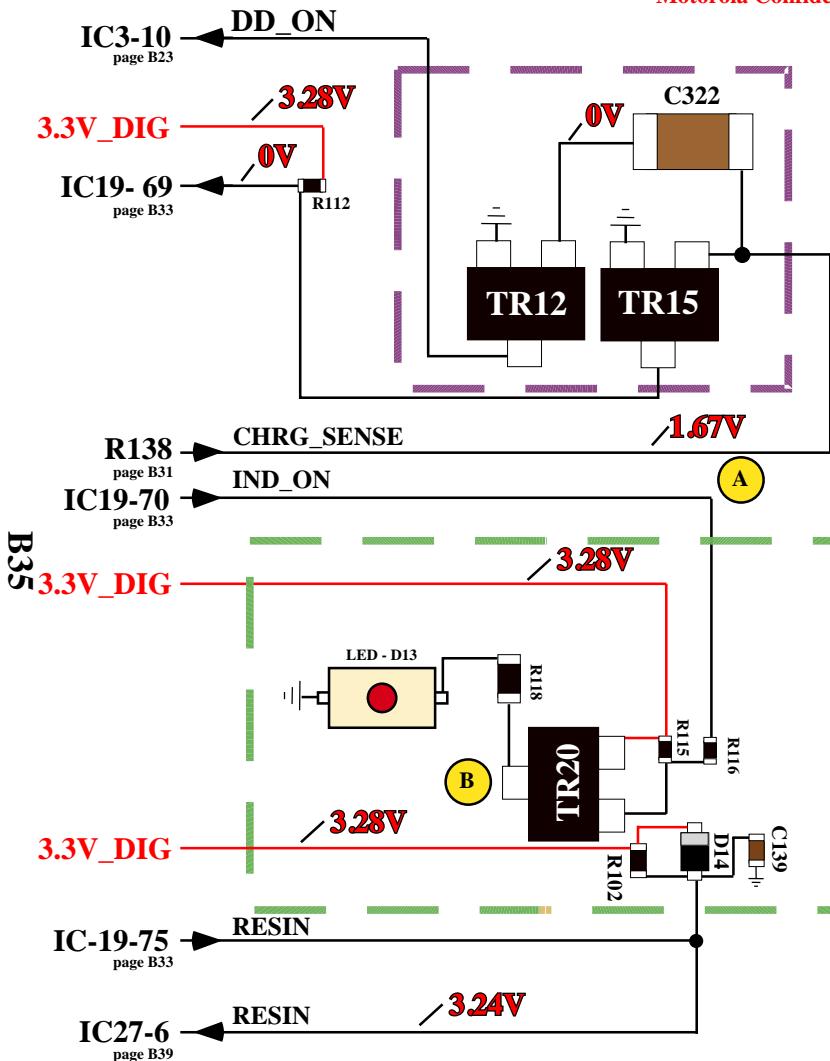 Motorola Confide
IC3-10
page B23
DD_ON
3.28V
3.3V_DIG
0V
IC19- 69
page B33
R112
0V
C322
TR12
TR15
R138
page B31
CHRG_SENSE
1.67V
IC19-70
page B33
IND_ON
A
B35
3.3V_DIG
3.28V
LED - D13
R118
TR20
R115
R116
B
3.3V_DIG
3.28V
R102
D14
C139
IC-19-75
page B33
RESIN
IC27-6
page B39
RESIN
3.24V